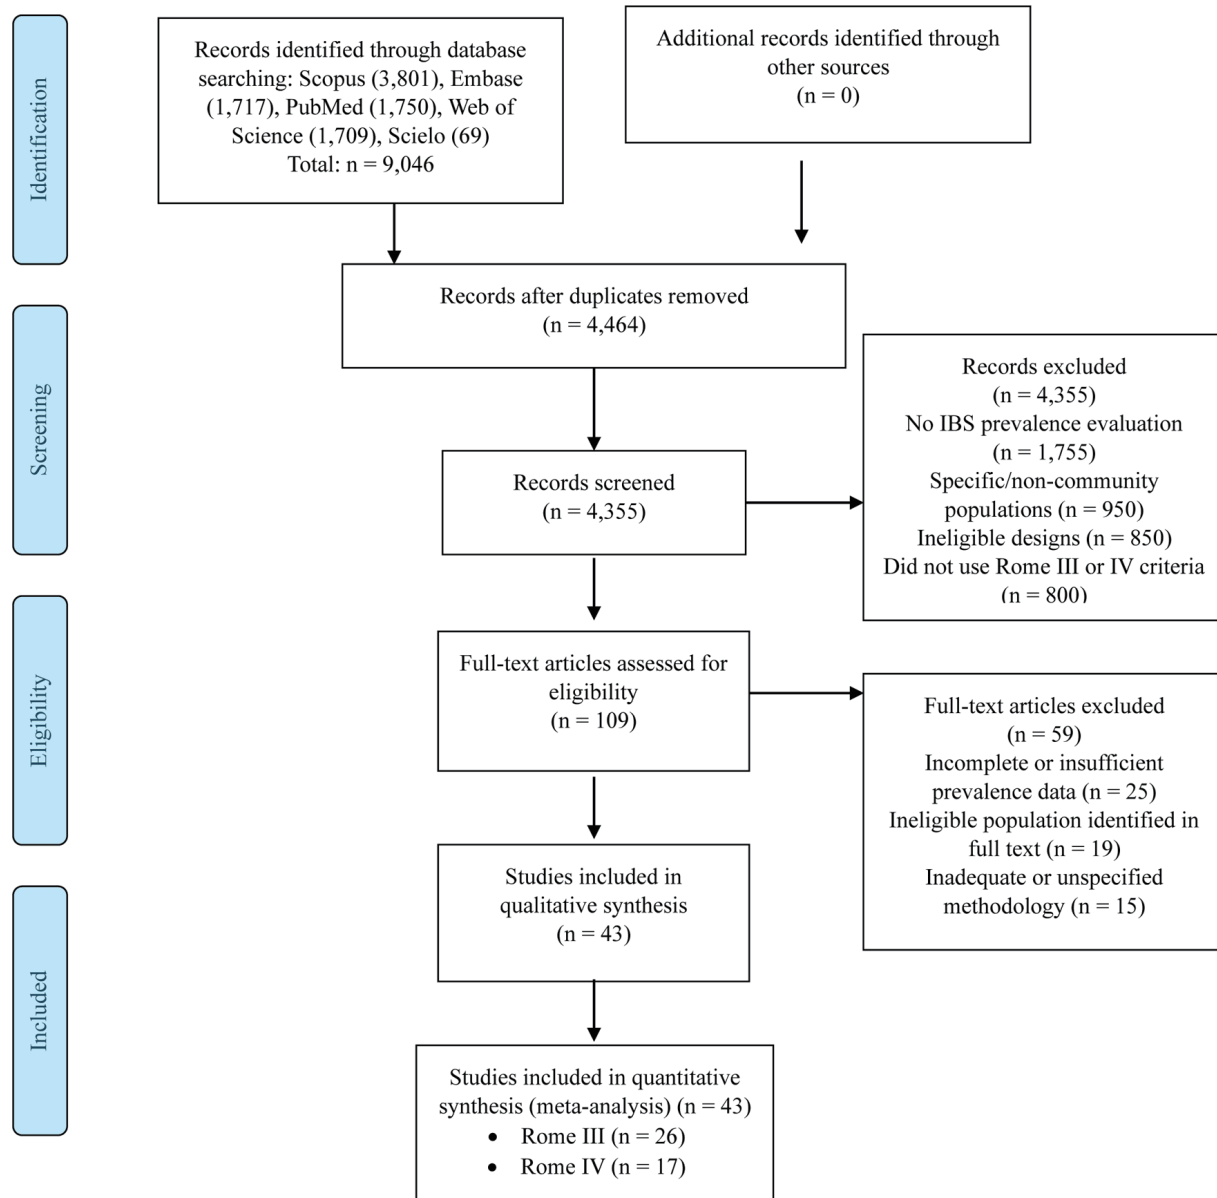 Identification
Records identified through database
searching: Scopus (3,801), Embase
(1,717), PubMed (1,750), Web of
Science (1,709), Scielo (69)
Total: n = 9,046
Additional records identified through
other sources
(n = 0)
Records after duplicates removed
(n = 4,464)
Screening
Records screened
(n = 4,355)
Records excluded
(n = 4,355)
No IBS prevalence evaluation
(n = 1,755)
Specific/non-community
populations (n = 950)
Ineligible designs (n = 850)
Did not use Rome III or IV criteria
(n = 800)
Eligibility
Full-text articles assessed for
eligibility
(n = 109)
Full-text articles excluded
(n = 59)
Incomplete or insufficient
prevalence data (n = 25)
Ineligible population identified in
full text (n = 19)
Inadequate or unspecified
methodology (n = 15)
Studies included in
qualitative synthesis
(n = 43)
Included
Studies included in quantitative
synthesis (meta-analysis) (n = 43)
• Rome III (n = 26)
• Rome IV (n = 17)